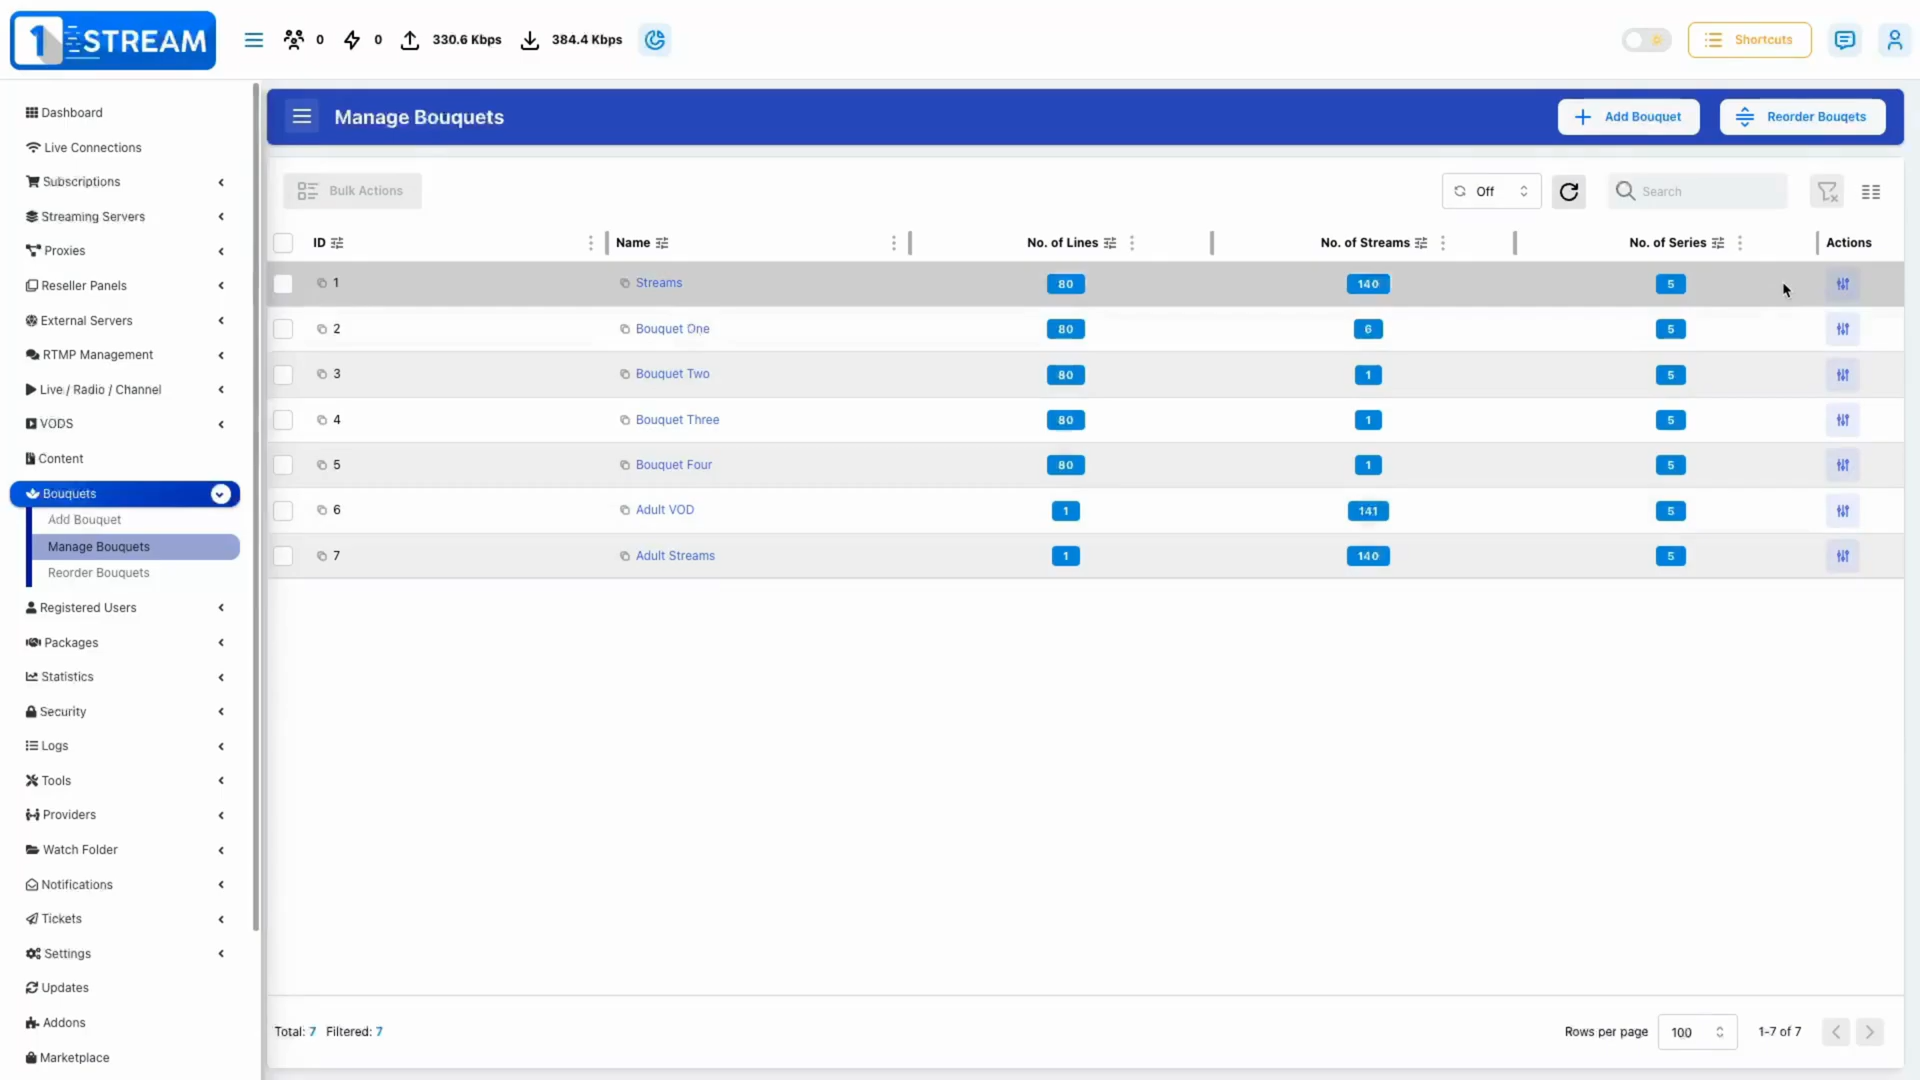 1 STREAM
0
0
330.6 Kbps
384.4 Kbps
Shortcuts
Dashboard
Live Connections
Subscriptions
Streaming Servers
Proxies
Reseller Panels
External Servers
RTMP Management
Live / Radio / Channel
VODS
Content
Bouquets
Add Bouquet
Manage Bouquets
Reorder Bouquets
Registered Users
Packages
Statistics
Security
Logs
Tools
Providers
Watch Folder
Notifications
Tickets
Settings
Updates
Addons
Marketplace
Manage Bouquets
Add Bouquet
Reorder Bouqets
Bulk Actions
Off
Search
ID Name No. of Lines No. of Streams No. of Series Actions
1 Streams 80 140 5
2 Bouquet One 80 6 5
3 Bouquet Two 80 1 5
4 Bouquet Three 80 1 5
5 Bouquet Four 80 1 5
6 Adult VOD 1 141 5
7 Adult Streams 1 140 5
Total: 7 Filtered: 7
Rows per page 100 1-7 of 7